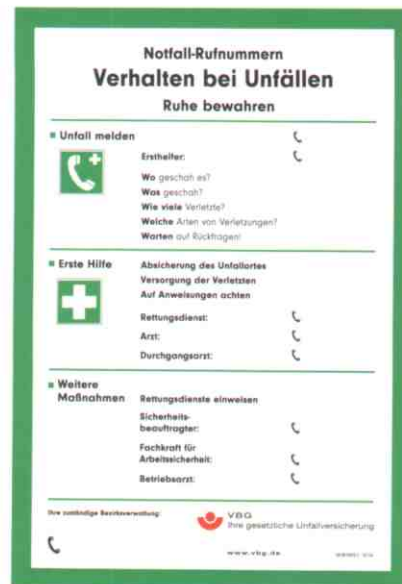 Notfall-Rufnummern
Verhalten bei Unfällen
Ruhe bewahren
Unfall melden
Ersthelfer:
Wo geschah es?
Was geschah?
Wie viele Verletzte?
Welche Arten von Verletzungen?
Warten auf Rückfragen!
Erste Hilfe
Absicherung des Unfallortes
Versorgung der Verletzten
Auf Anweisungen achten
Rettungsdienst:
Arzt:
Durchgangsarzt:
Weitere
Maßnahmen
Rettungsdienste einweisen
Sicherheits-
beauftragter:
Fachkraft für
Arbeitssicherheit:
Betriebsarzt:
Ihre zuständige Bezirksverwaltung:
VBG
Ihre gesetzliche Unfallversicherung
www.vbg.de